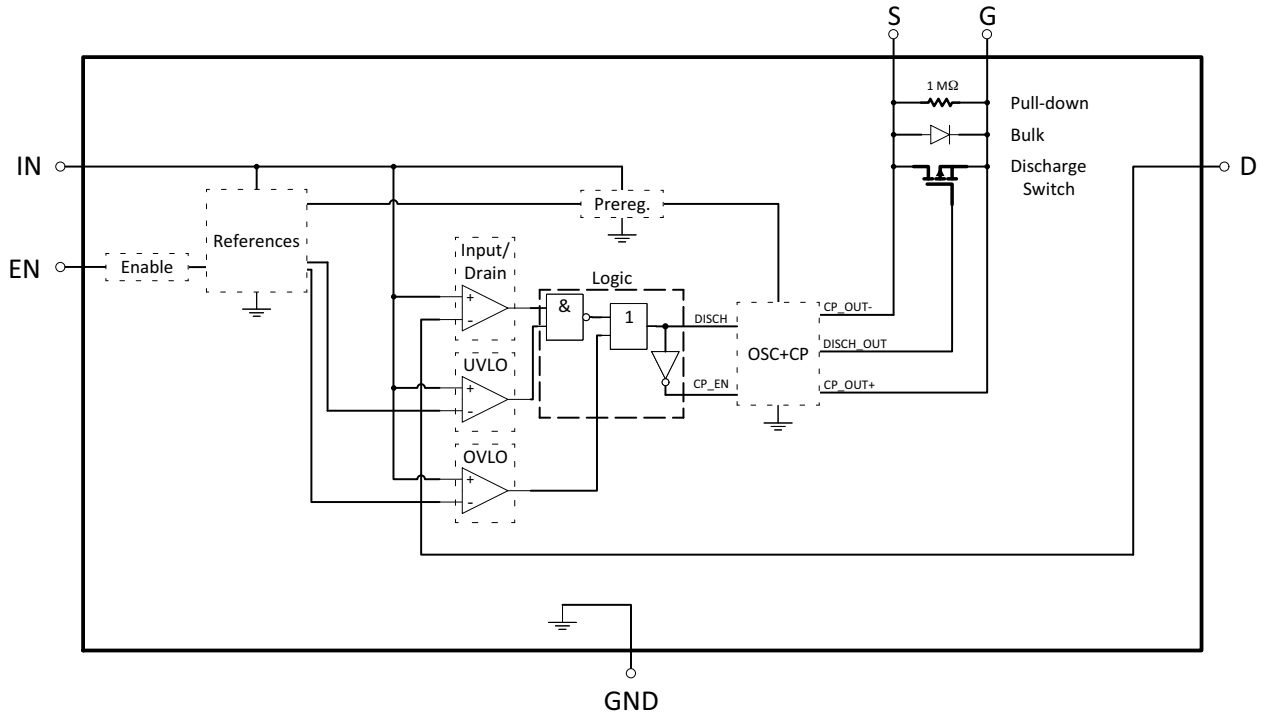 S
G
1 MΩ
Pull-down
Bulk
Discharge
Switch
IN
D
Prereg.
References
EN
Enable
Input/
Drain
+
-
Logic
&
1
DISCH
CP_EN
UVLO
+
-
OVLO
+
-
OSC+CP
CP_OUT-
DISCH_OUT
CP_OUT+
GND